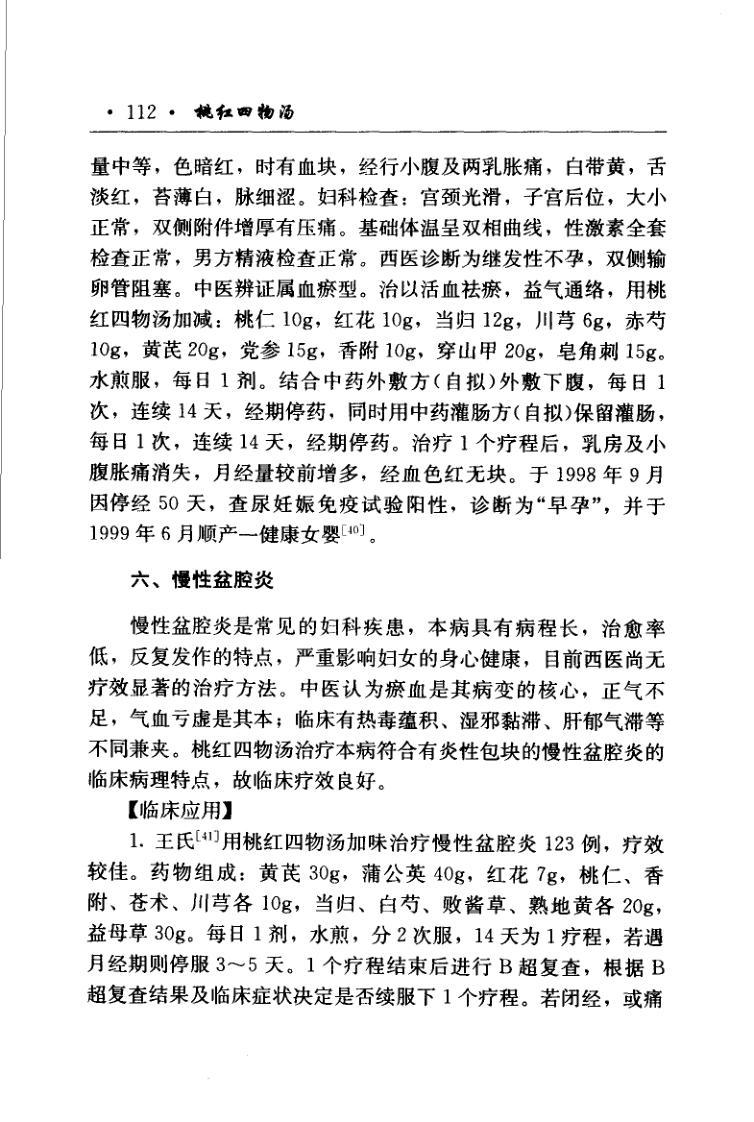 · 112 · 桃红四物汤
量中等，色暗红，时有血块，经行小腹及两乳胀痛，白带黄，舌
淡红，苔薄白，脉细涩。妇科检查：宫颈光滑，子宫后位，大小
正常，双侧附件增厚有压痛。基础体温呈双相曲线，性激素全套
检查正常，男方精液检查正常。西医诊断为继发性不孕，双侧输
卵管阻塞。中医辨证属血瘀型。治以活血祛瘀，益气通络，用桃
红四物汤加减：桃仁 10g，红花 10g，当归 12g，川芎 6g，赤芍
10g，黄芪 20g，党参 15g，香附 10g，穿山甲 20g，皂角刺 15g。
水煎服，每日 1 剂。结合中药外敷方（自拟）外敷下腹，每日 1
次，连续 14 天，经期停药，同时用中药灌肠方（自拟）保留灌肠，
每日 1 次，连续 14 天，经期停药。治疗 1 个疗程后，乳房及小
腹胀痛消失，月经量较前增多，经血色红无块。于 1998 年 9 月
因停经 50 天，查尿妊娠免疫试验阳性，诊断为“早孕”，并于
1999 年 6 月顺产一健康女婴[40]。
六、慢性盆腔炎
慢性盆腔炎是常见的妇科疾患，本病具有病程长，治愈率
低，反复发作的特点，严重影响妇女的身心健康，目前西医尚无
疗效显著的治疗方法。中医认为瘀血是其病变的核心，正气不
足，气血亏虚是其本；临床有热毒蕴积、湿邪黏滞、肝郁气滞等
不同兼夹。桃红四物汤治疗本病符合有炎性包块的慢性盆腔炎的
临床病理特点，故临床疗效良好。
【临床应用】
1. 王氏[41]用桃红四物汤加味治疗慢性盆腔炎 123 例，疗效
较佳。药物组成：黄芪 30g，蒲公英 40g，红花 7g，桃仁、香
附、苍术、川芎各 10g，当归、白芍、败酱草、熟地黄各 20g，
益母草 30g。每日 1 剂，水煎，分 2 次服，14 天为 1 疗程，若遇
月经期则停服 3～5 天。1 个疗程结束后进行 B 超复查，根据 B
超复查结果及临床症状决定是否续服下 1 个疗程。若闭经，或痛